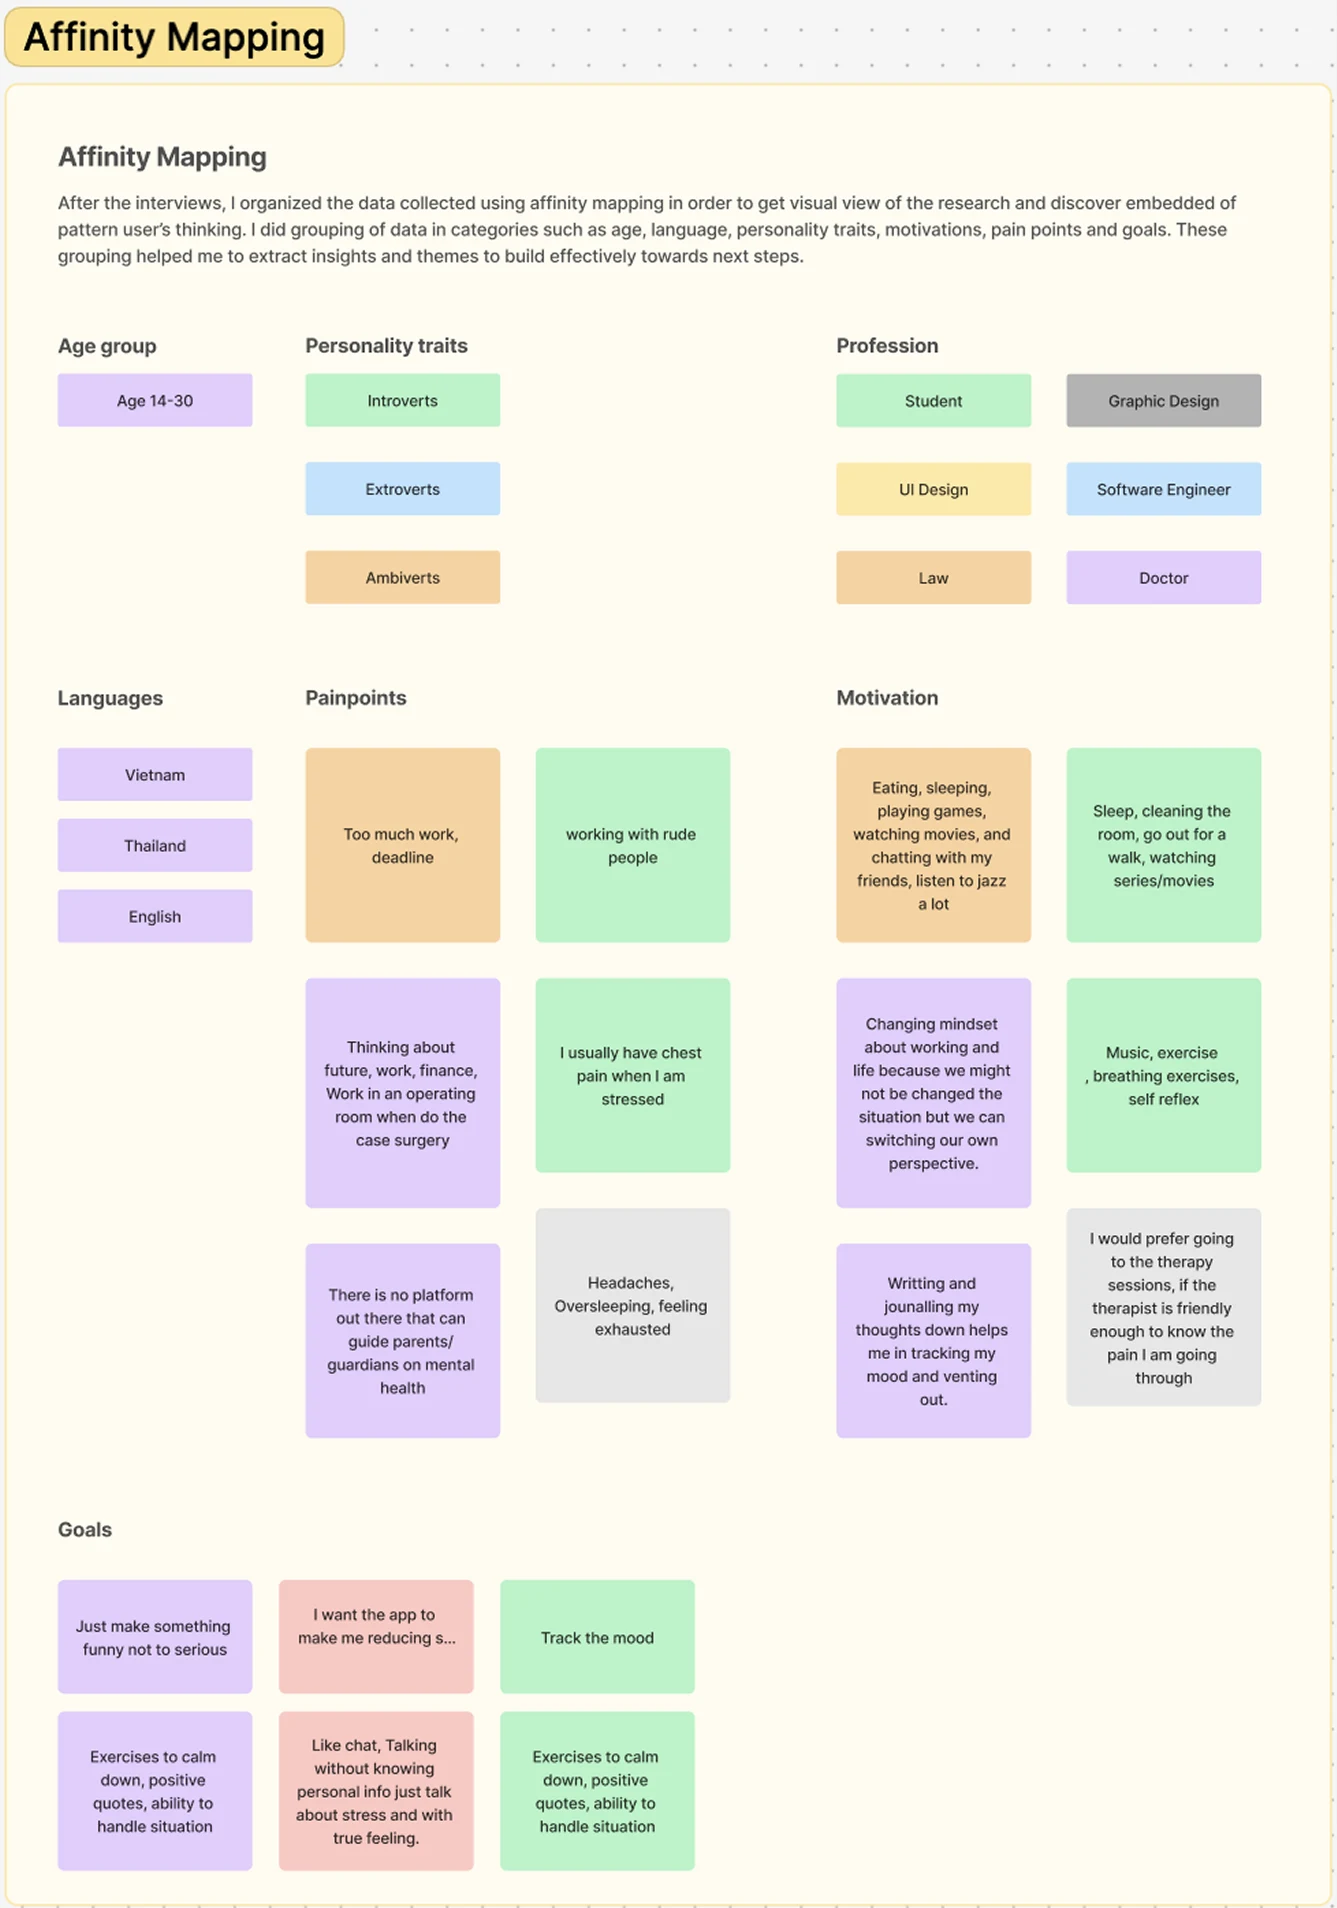 Affinity Mapping
Affinity Mapping
After the interviews, I organized the data collected using affinity mapping in order to get visual view of the research and discover embedded of
pattern user’s thinking. I did grouping of data in categories such as age, language, personality traits, motivations, pain points and goals. These
grouping helped me to extract insights and themes to build effectively towards next steps.
Age group
Age 14-30
Personality traits
Introverts
Extroverts
Ambiverts
Profession
Student
Graphic Design
UI Design
Software Engineer
Law
Doctor
Languages
Vietnam
Thailand
English
Painpoints
Too much work,
deadline
working with rude
people
Thinking about
future, work, finance,
Work in an operating
room when do the
case surgery
I usually have chest
pain when I am
stressed
There is no platform
out there that can
guide parents/
guardians on mental
health
Headaches,
Oversleeping, feeling
exhausted
Motivation
Eating, sleeping,
playing games,
watching movies, and
chatting with my
friends, listen to jazz
a lot
Sleep, cleaning the
room, go out for a
walk, watching
series/movies
Changing mindset
about working and
life because we might
not be changed the
situation but we can
switching our own
perspective.
Music, exercise
, breathing exercises,
self reflex
Writting and
jounalling my
thoughts down helps
me in tracking my
mood and venting
out.
I would prefer going
to the therapy
sessions, if the
therapist is friendly
enough to know the
pain I am going
through
Goals
Just make something
funny not to serious
I want the app to
make me reducing s...
Track the mood
Exercises to calm
down, positive
quotes, ability to
handle situation
Like chat, Talking
without knowing
personal info just talk
about stress and with
true feeling.
Exercises to calm
down, positive
quotes, ability to
handle situation